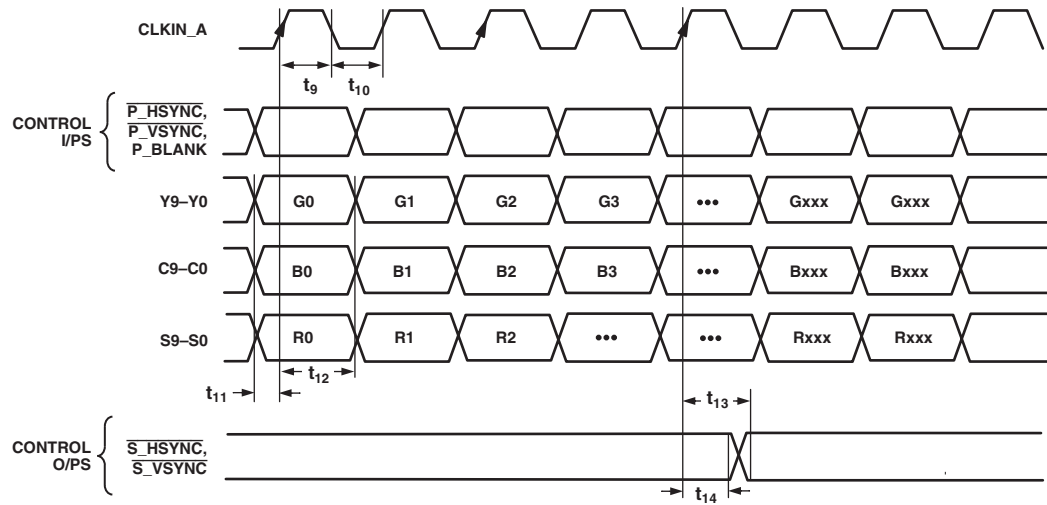 CLKIN_A
t9 t10
CONTROL I/PS
P_HSYNC,
P_VSYNC,
P_BLANK
Y9–Y0 G0 G1 G2 G3 ••• Gxxx Gxxx
C9–C0 B0 B1 B2 B3 ••• Bxxx Bxxx
S9–S0 R0 R1 R2 ••• ••• Rxxx Rxxx
t11 t12
t13
CONTROL O/PS
S_HSYNC,
S_VSYNC
t14